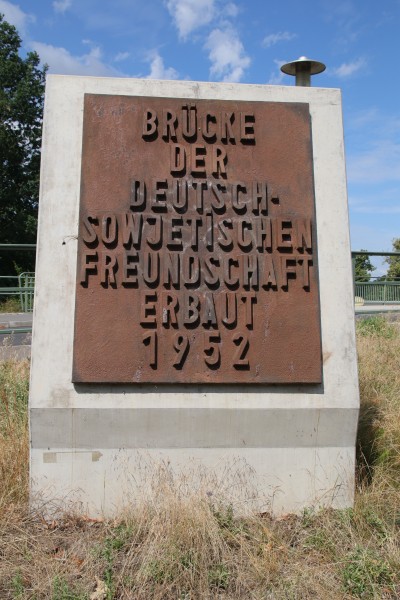 BRÜCKE
DER
DEUTSCH-
SOWJETISCHEN
FREUNDSCHAFT
ERBAUT
1952